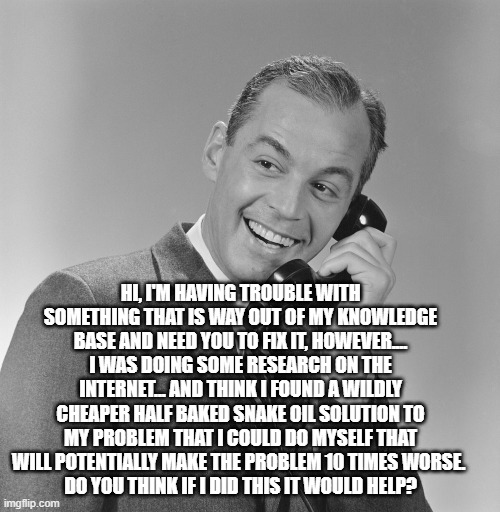 HI, I'M HAVING TROUBLE WITH
SOMETHING THAT IS WAY OUT OF MY KNOWLEDGE
BASE AND NEED YOU TO FIX IT, HOWEVER....
I WAS DOING SOME RESEARCH ON THE
INTERNET... AND THINK I FOUND A WILDLY
CHEAPER HALF BAKED SNAKE OIL SOLUTION TO
MY PROBLEM THAT I COULD DO MYSELF THAT
WILL POTENTIALLY MAKE THE PROBLEM 10 TIMES WORSE.
DO YOU THINK IF I DID THIS IT WOULD HELP?
imgflip.com